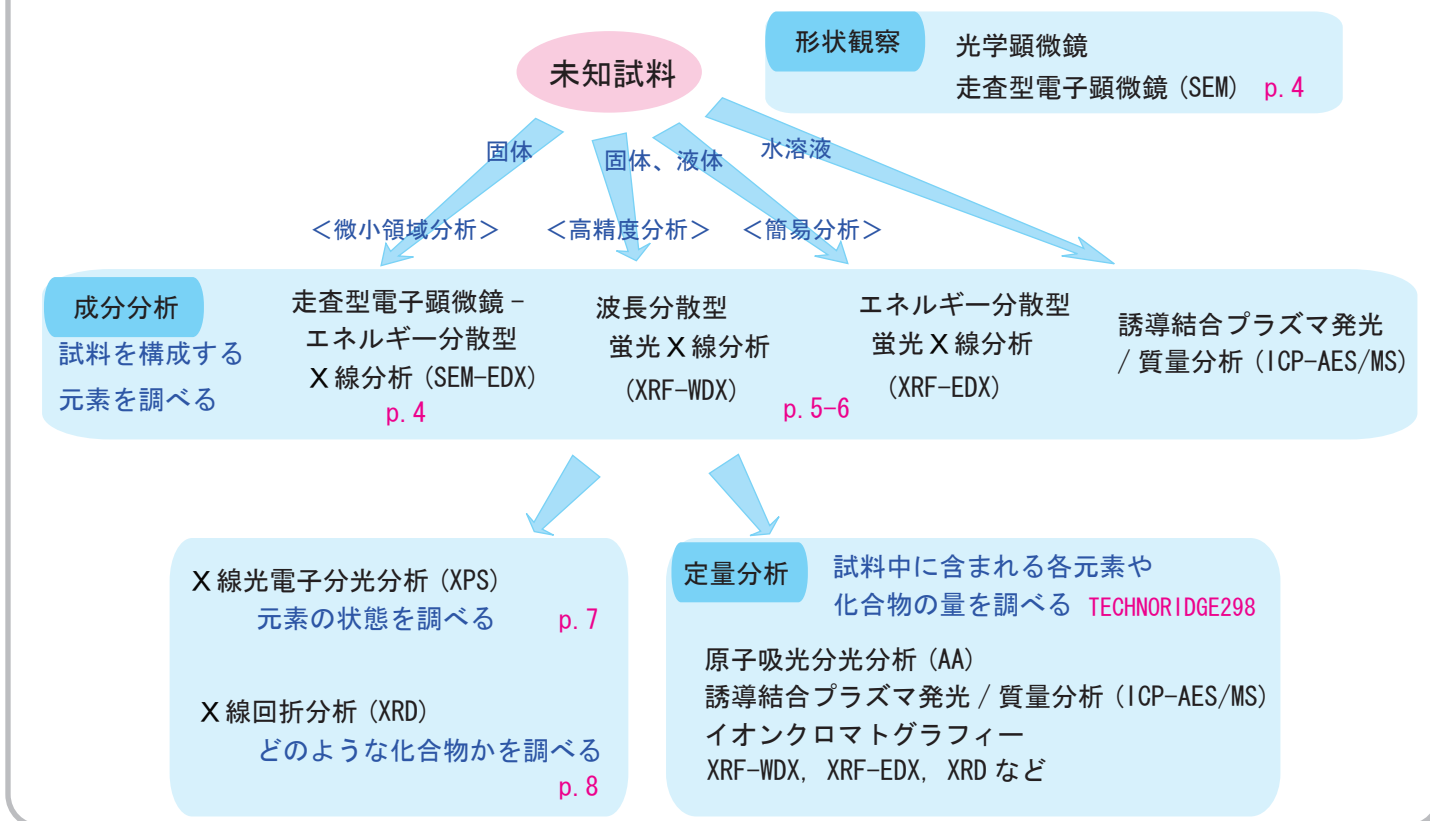 未知試料
形状観察
光学顕微鏡
走査型電子顕微鏡 (SEM) p. 4
固体
固体、液体
水溶液
＜微小領域分析＞
＜高精度分析＞
＜簡易分析＞
成分分析
試料を構成する
元素を調べる
走査型電子顕微鏡 −
エネルギー分散型
X 線分析 (SEM-EDX)
p. 4
波長分散型
蛍光 X 線分析
(XRF-WDX)
p. 5-6
エネルギー分散型
蛍光 X 線分析
(XRF-EDX)
誘導結合プラズマ発光
/ 質量分析 (ICP-AES/MS)
X 線光電子分光分析 (XPS)
元素の状態を調べる p. 7
X 線回折分析 (XRD)
どのような化合物かを調べる
p. 8
定量分析
試料中に含まれる各元素や
化合物の量を調べる TECHNORIDGE298
原子吸光分光分析 (AA)
誘導結合プラズマ発光 / 質量分析 (ICP-AES/MS)
イオンクロマトグラフィー
XRF-WDX, XRF-EDX, XRD など